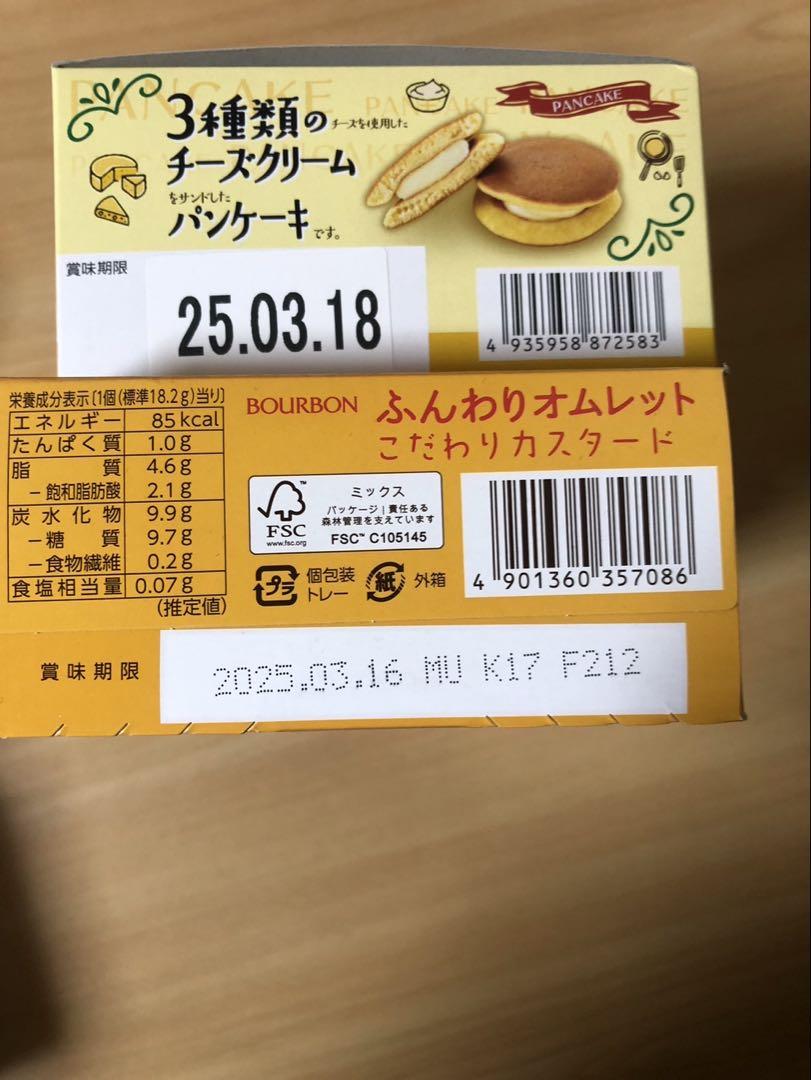 PANCAKE
PANCAKE
PANCAKE
3種類の
チーズを使用した
チーズクリーム
をサンドした
パンケーキです。
賞味期限
25.03.18
4 935958 872583
栄養成分表示〔1個(標準18.2g)当り〕
エネルギー 85kcal
たんぱく質 1.0g
脂質 4.6g
－飽和脂肪酸 2.1g
炭水化物 9.9g
－糖質 9.7g
－食物繊維 0.2g
食塩相当量 0.07g
(推定値)
BOURBON ふんわりオムレット
こだわりカスタード
FSC™
www.fsc.org
ミックス
パッケージ|責任ある
森林管理を支えています
FSC™ C105145
プラ 個包装
トレー
紙 外箱
4 901360 357086
賞味期限 2025.03.16 MU K17 F212